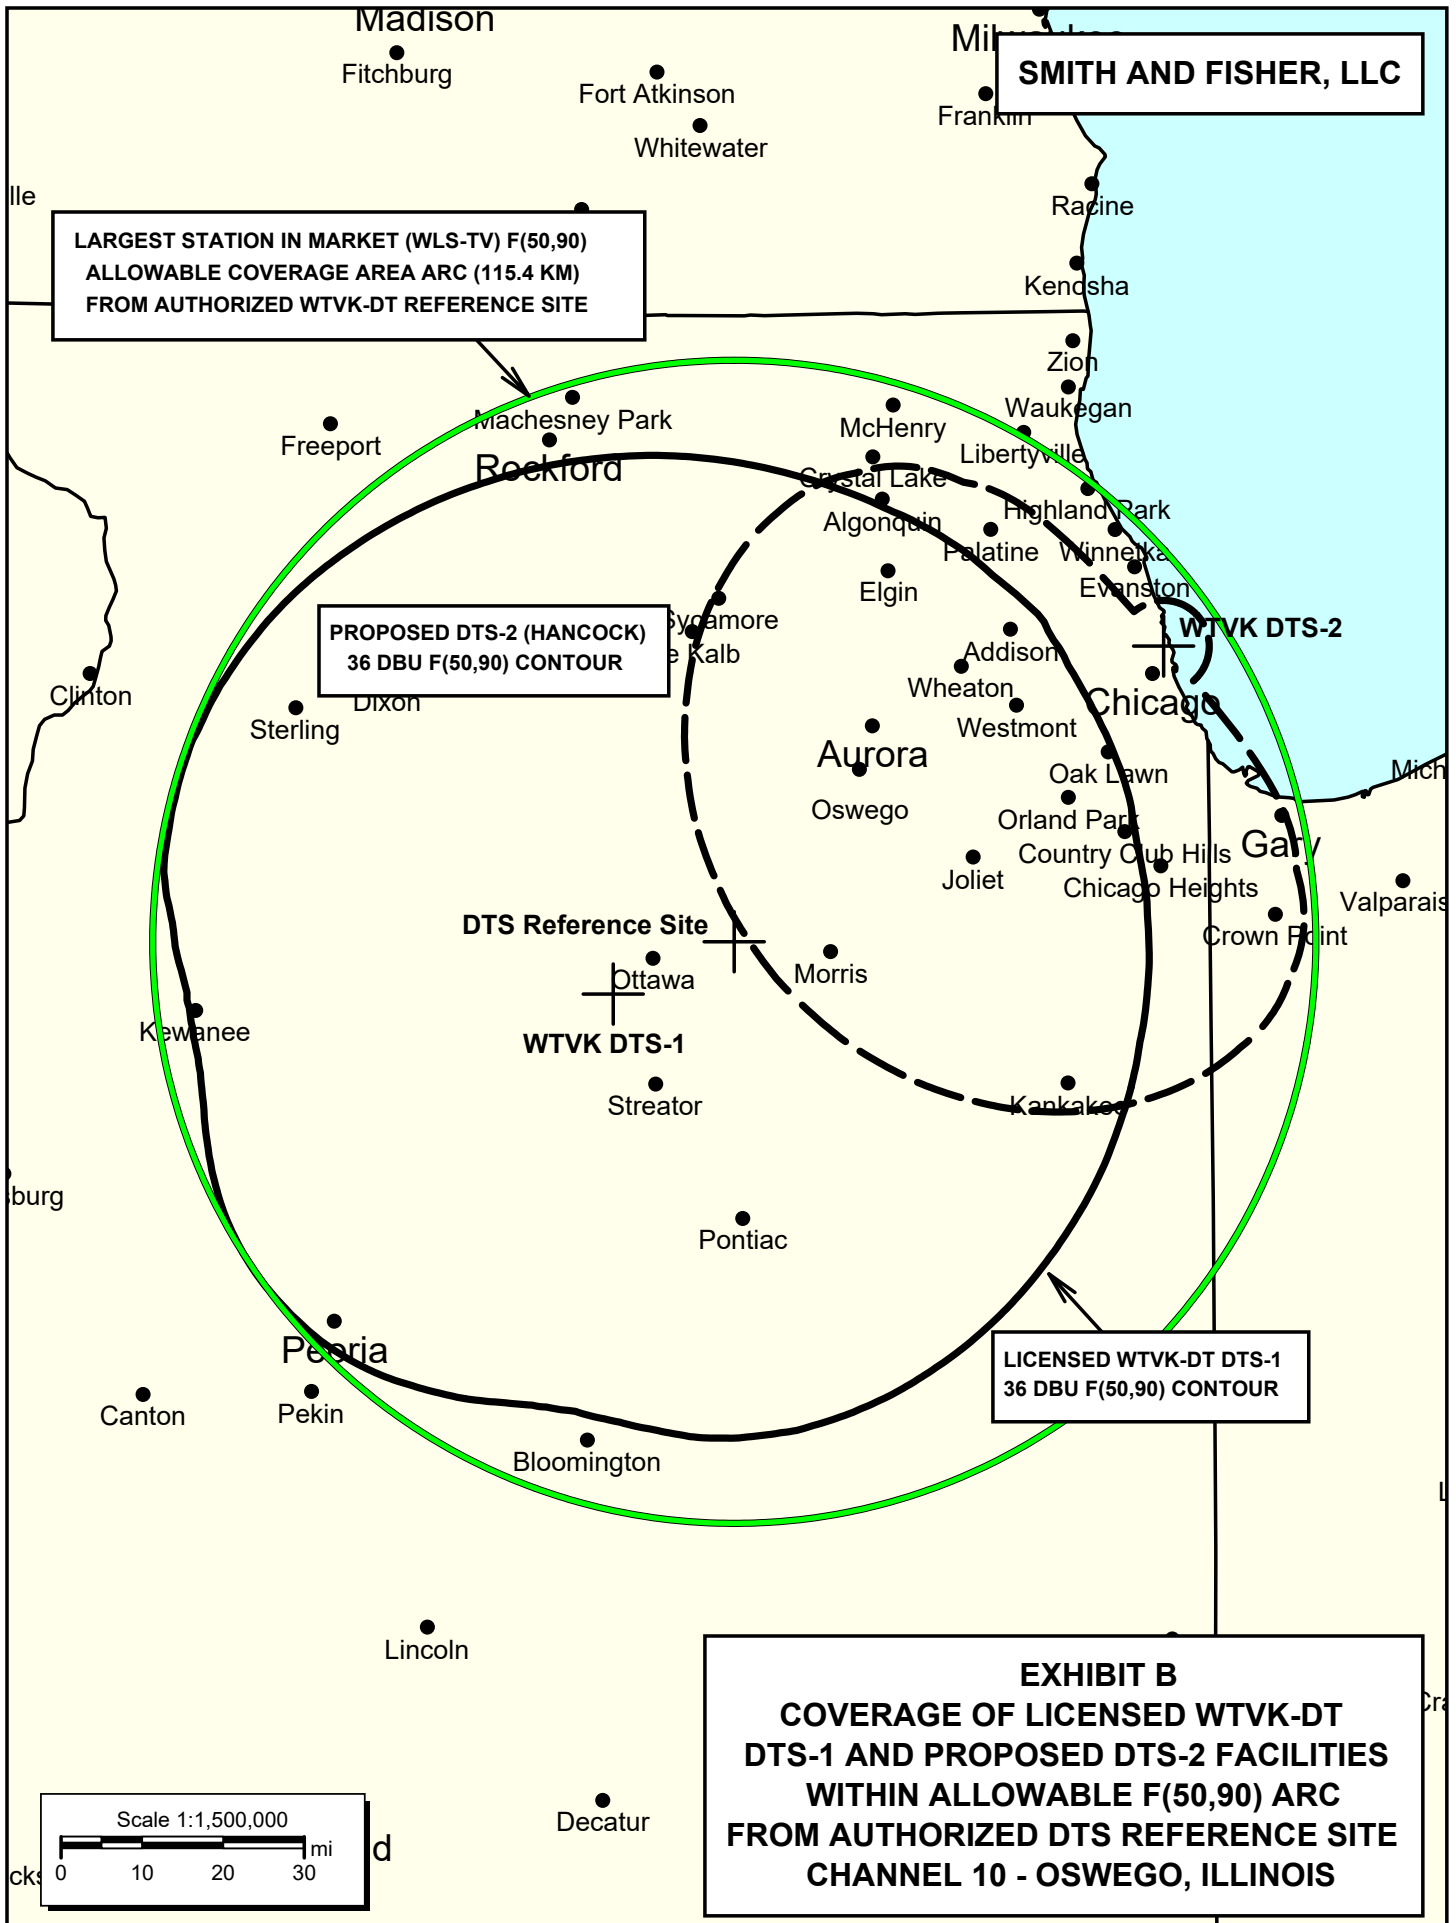 Madison
Milwaukee
SMITH AND FISHER, LLC
Fitchburg
Fort Atkinson
Franklin
Whitewater
lle
Racine
LARGEST STATION IN MARKET (WLS-TV) F(50,90)
ALLOWABLE COVERAGE AREA ARC (115.4 KM)
FROM AUTHORIZED WTVK-DT REFERENCE SITE
Kenosha
Zion
Waukegan
Machesney Park
McHenry
Freeport
Libertyville
Rockford
Crystal Lake
Highland Park
Algonquin
Palatine
Winnetka
Evanston
Elgin
Sycamore
WTVK DTS-2
PROPOSED DTS-2 (HANCOCK)
36 DBU F(50,90) CONTOUR
e Kalb
Addison
Clinton
Wheaton
Dixon
Chicago
Sterling
Westmont
Aurora
Oak Lawn
Mich
Oswego
Orland Park
Gary
Country Club Hills
Joliet
Chicago Heights
Valparais
DTS Reference Site
Crown Point
Ottawa
Morris
Kewanee
WTVK DTS-1
Streator
Kankakee
sburg
Pontiac
Peoria
LICENSED WTVK-DT DTS-1
36 DBU F(50,90) CONTOUR
Canton
Pekin
Bloomington
L
Lincoln
EXHIBIT B
COVERAGE OF LICENSED WTVK-DT
DTS-1 AND PROPOSED DTS-2 FACILITIES
WITHIN ALLOWABLE F(50,90) ARC
FROM AUTHORIZED DTS REFERENCE SITE
CHANNEL 10 - OSWEGO, ILLINOIS
Cra
Decatur
Scale 1:1,500,000
mi
0 10 20 30
d
cks